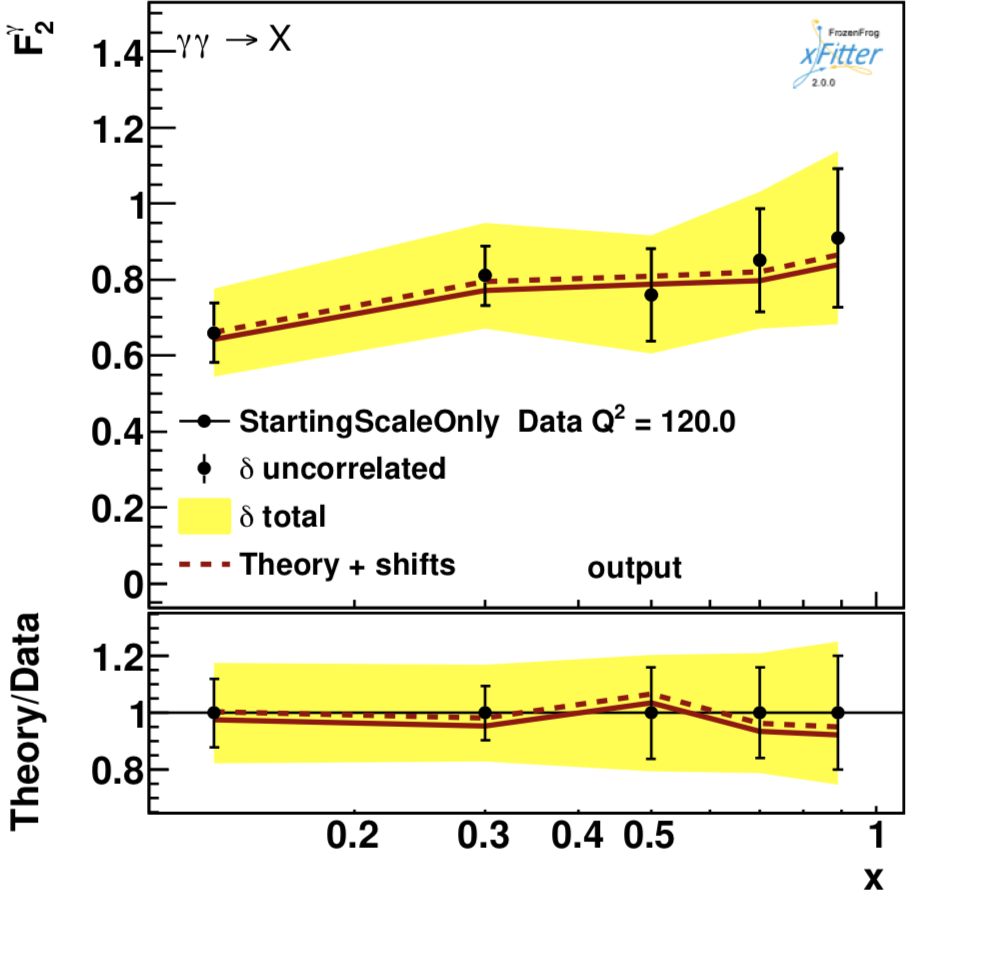 F₂^γ
γγ → X
FrozenFrog
xFitter
2.0.0
1.4
1.2
1
0.8
0.6
0.4
0.2
0
StartingScaleOnly Data Q² = 120.0
δ uncorrelated
δ total
Theory + shifts
output
Theory/Data
1.2
1
0.8
0.2 0.3 0.4 0.5 1
x